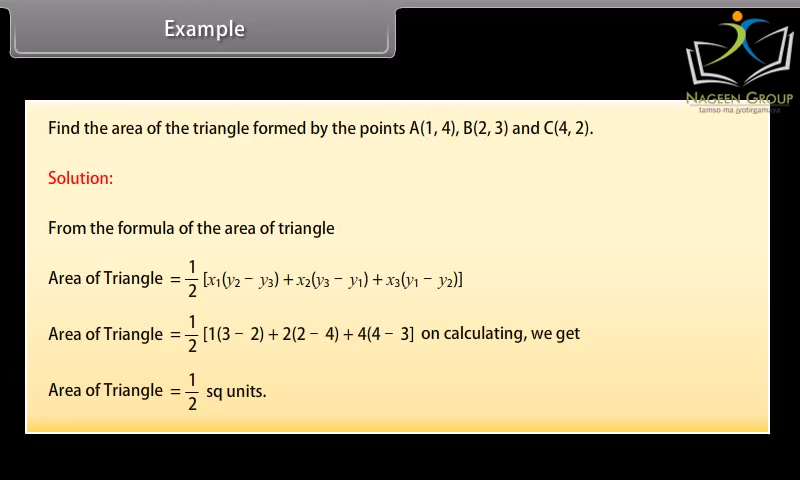 Example
NAGEEN GROUP
tamso ma jyotirgamaya
Find the area of the triangle formed by the points A(1, 4), B(2, 3) and C(4, 2).
Solution:
From the formula of the area of triangle
Area of Triangle = 1/2 [x₁(y₂ − y₃) + x₂(y₃ − y₁) + x₃(y₁ − y₂)]
Area of Triangle = 1/2 [1(3 − 2) + 2(2 − 4) + 4(4 − 3] on calculating, we get
Area of Triangle = 1/2 sq units.